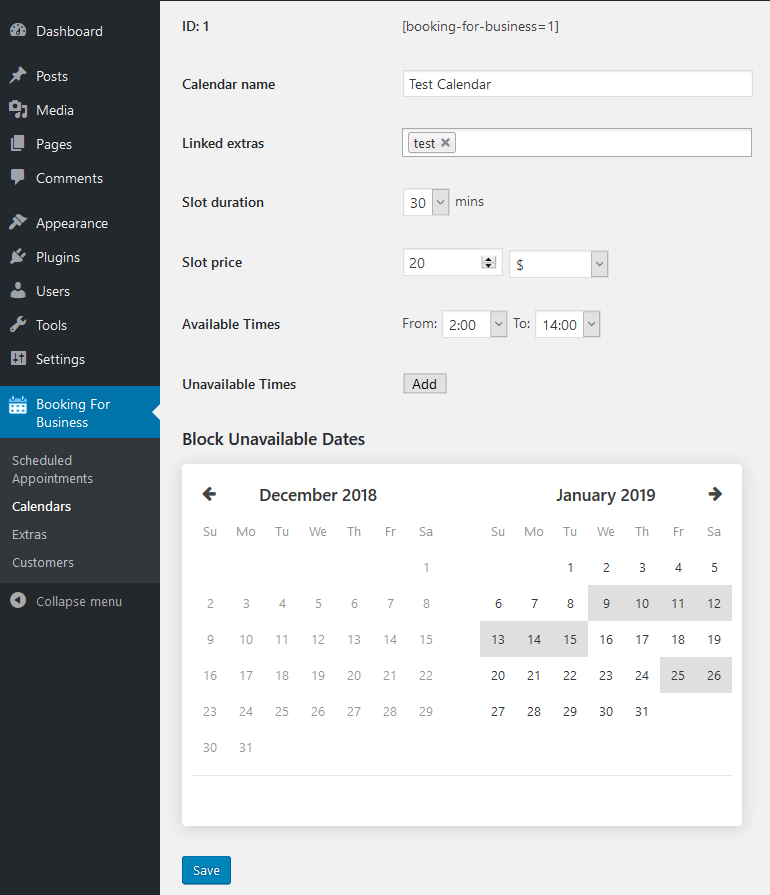 Dashboard
Posts
Media
Pages
Comments
Appearance
Plugins
Users
Tools
Settings
Booking For
Business
Scheduled
Appointments
Calendars
Extras
Customers
Collapse menu
ID: 1 [booking-for-business=1]
Calendar name Test Calendar
Linked extras test ×
Slot duration 30 mins
Slot price 20 $
Available Times From: 2:00 To: 14:00
Unavailable Times Add
Block Unavailable Dates
December 2018
Su Mo Tu We Th Fr Sa
1
2 3 4 5 6 7 8
9 10 11 12 13 14 15
16 17 18 19 20 21 22
23 24 25 26 27 28 29
30 31
January 2019
Su Mo Tu We Th Fr Sa
1 2 3 4 5
6 7 8 9 10 11 12
13 14 15 16 17 18 19
20 21 22 23 24 25 26
27 28 29 30 31
Save